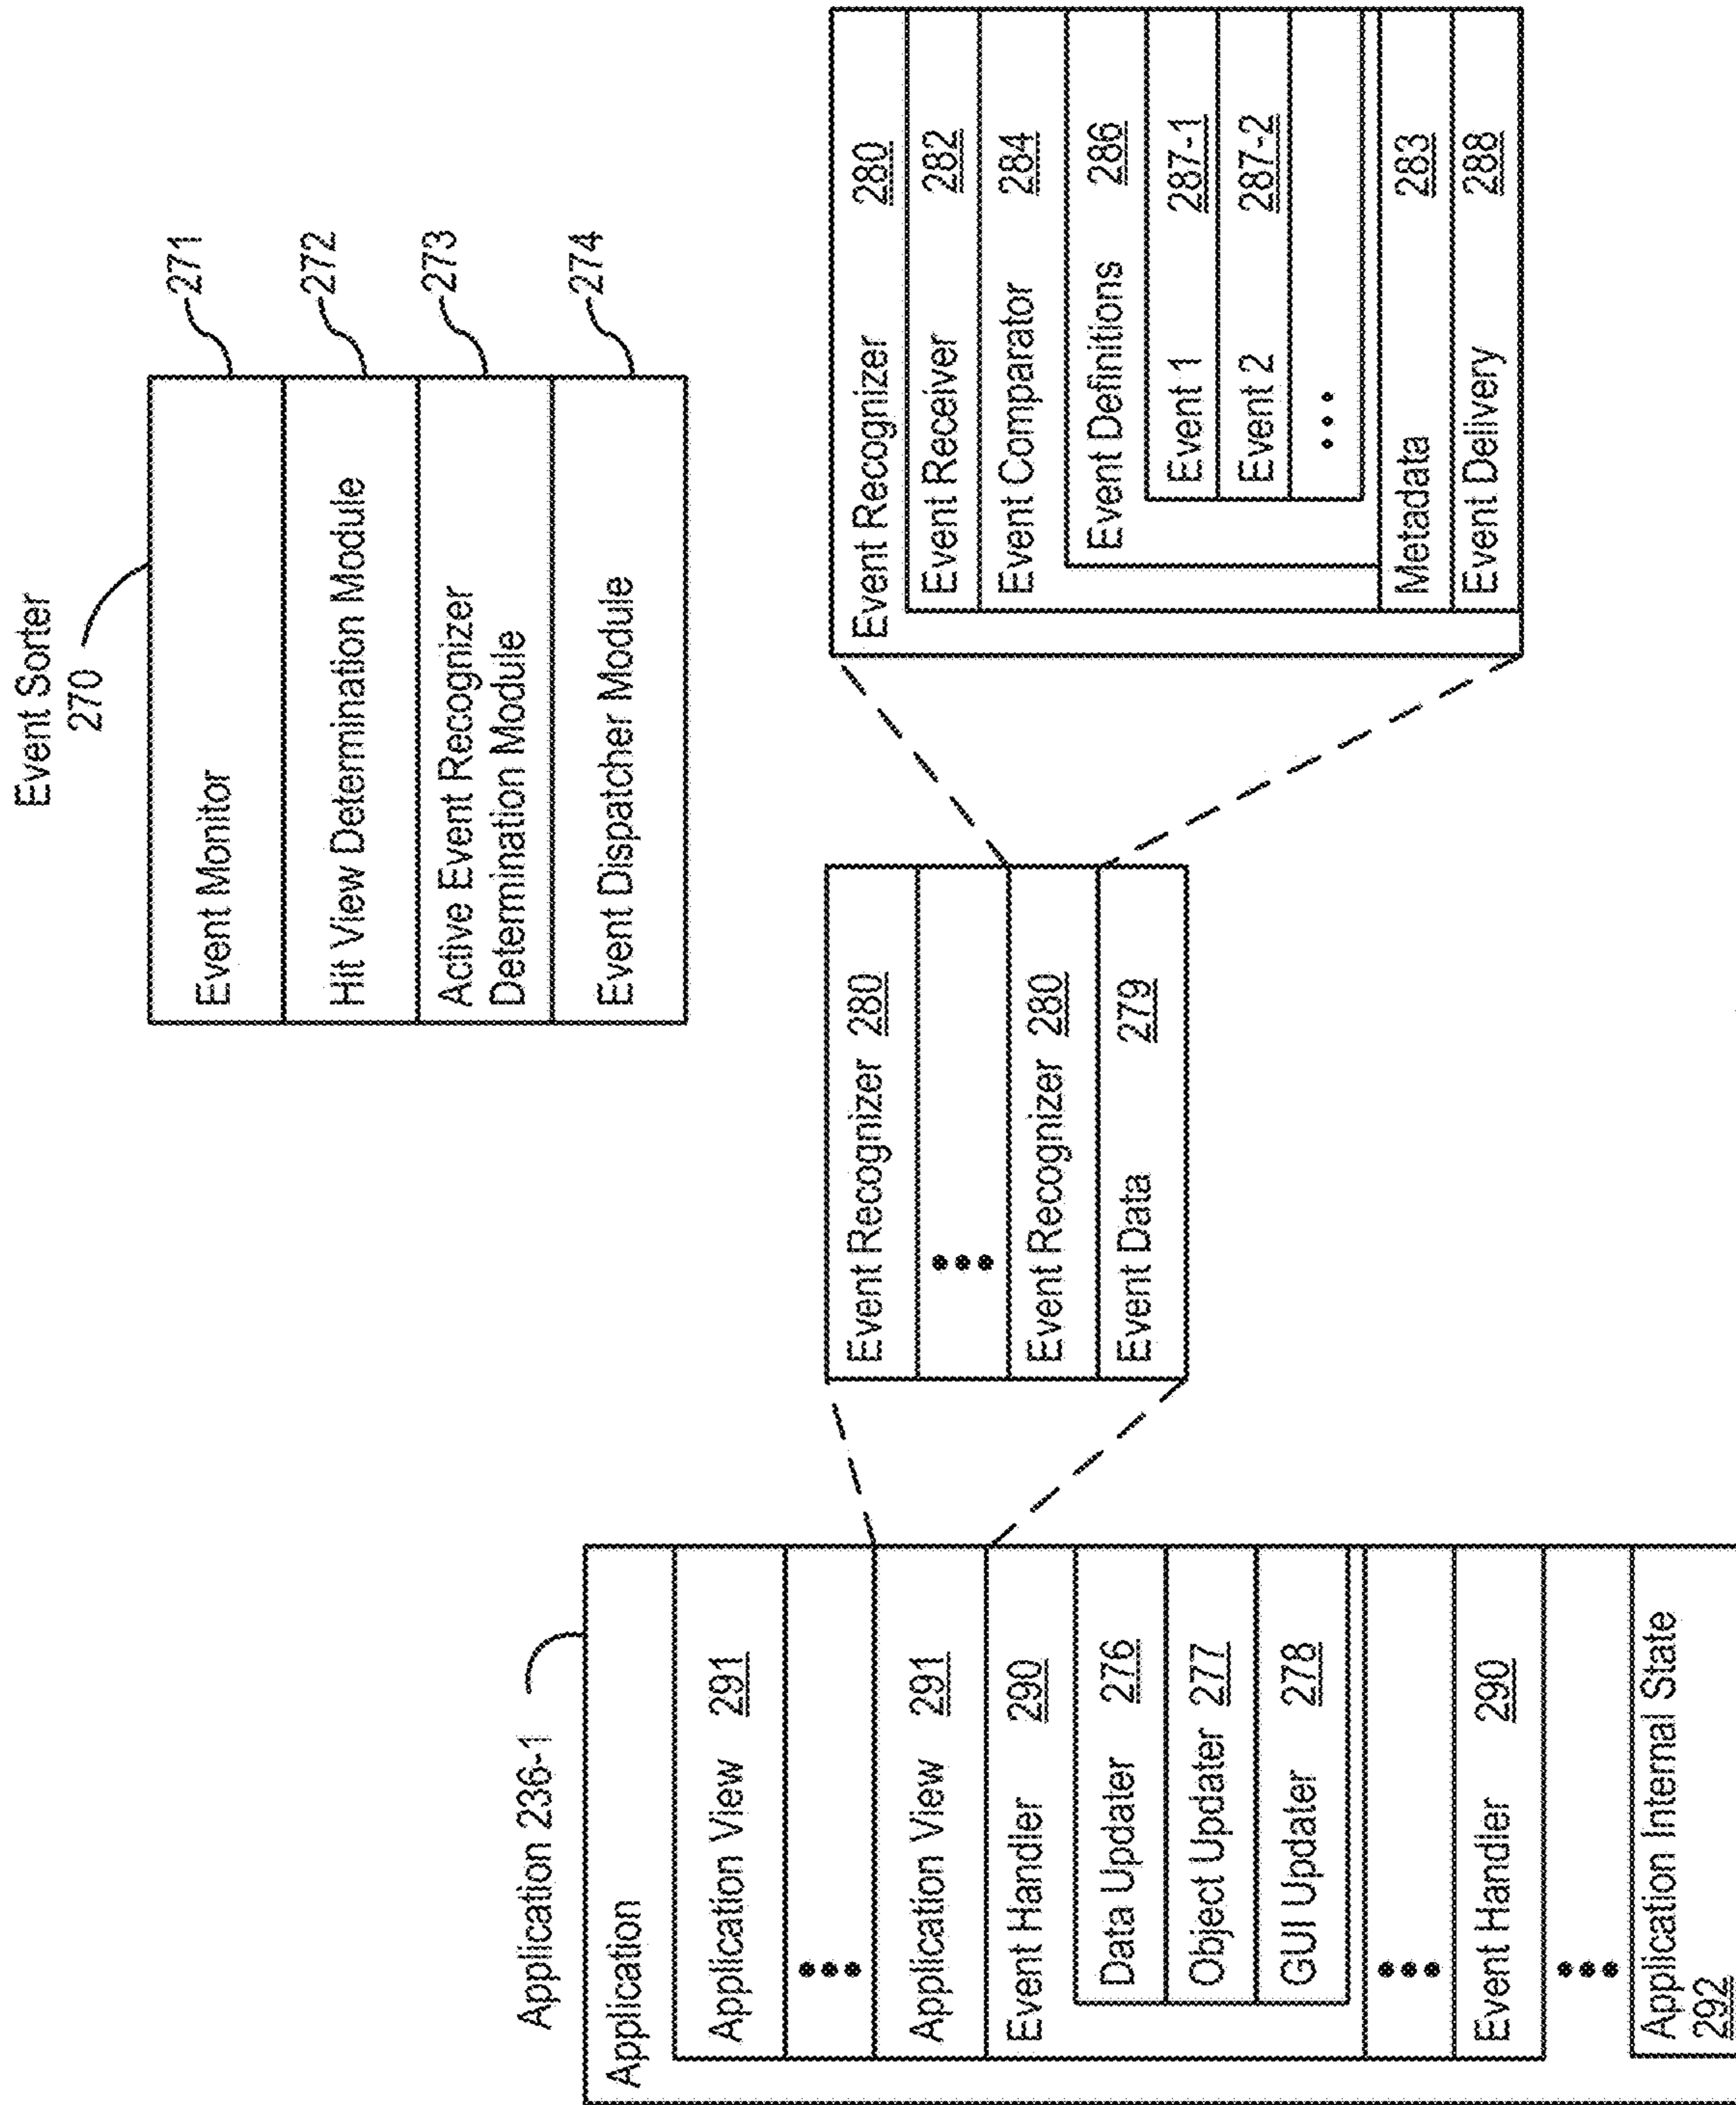 Event Sorter
270
Event Monitor
271
Hit View Determination Module
272
Active Event Recognizer
Determination Module
273
Event Dispatcher Module
274
Application 236-1
Application
Application View 291
•••
Application View 291
Event Handler 290
Data Updater 276
Object Updater 277
GUI Updater 278
•••
Event Handler 290
•••
Application Internal State
292
Event Recognizer 280
•••
Event Recognizer 280
Event Data 279
Event Recognizer 280
Event Receiver 282
Event Comparator 284
Event Definitions 286
Event 1 287-1
Event 2 287-2
•••
Metadata 283
Event Delivery 288